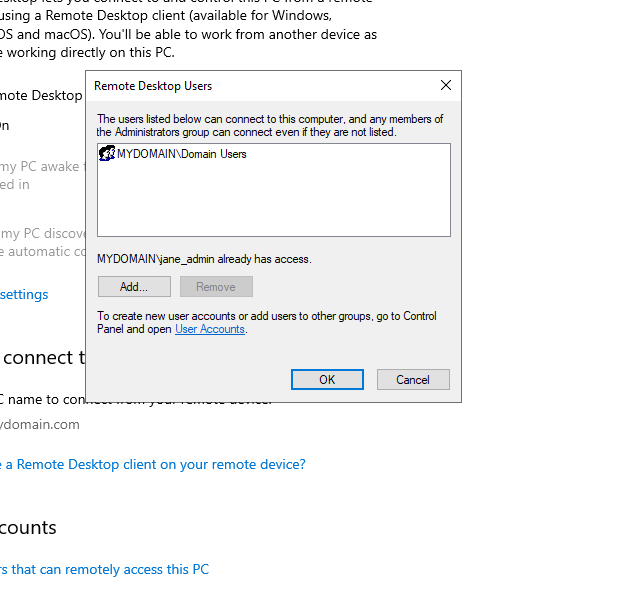 using a Remote Desktop client (available for Windows,
OS and macOS). You'll be able to work from another device as
e working directly on this PC.
Remote Desktop Users
mote Desktop
The users listed below can connect to this computer, and any members of
the Administrators group can connect even if they are not listed.
On
MYDOMAIN\Domain Users
my PC awake f
ed in
my PC discove
e automatic co
MYDOMAIN\jane_admin already has access.
Add...
Remove
settings
To create new user accounts or add users to other groups, go to Control
Panel and open User Accounts.
connect t
OK
Cancel
C name to connect from your remote device:
ydomain.com
e a Remote Desktop client on your remote device?
counts
rs that can remotely access this PC